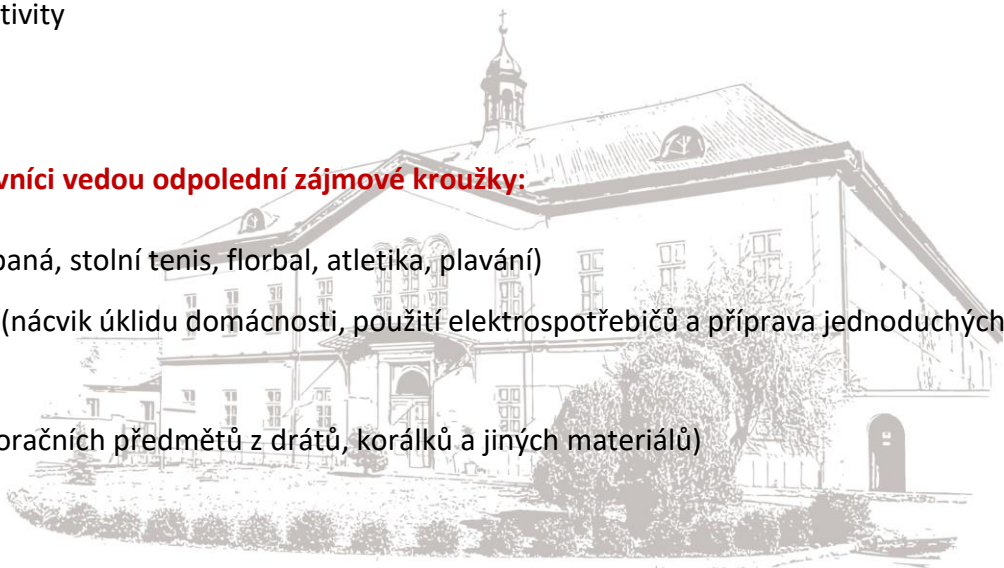 tivity
vníci vedou odpolední zájmové kroužky:
paná, stolní tenis, florbal, atletika, plavání)
(nácvik úklidu domácnosti, použití elektrospotřebičů a příprava jednoduchých
oračních předmětů z drátů, korálků a jiných materiálů)